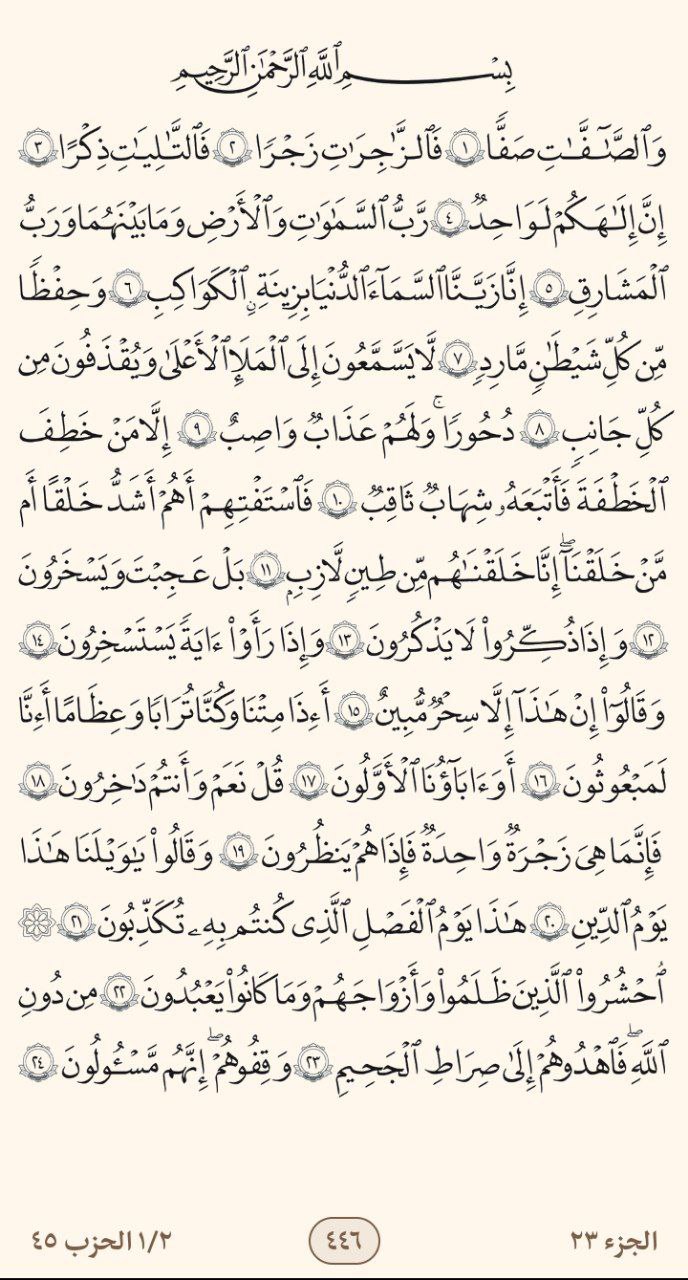 بِسْمِ ٱللَّهِ ٱلرَّحْمَٰنِ ٱلرَّحِيمِ
وَٱلصَّٰٓفَّٰتِ صَفًّا ١ فَٱلزَّٰجِرَٰتِ زَجْرًا ٢ فَٱلتَّٰلِيَٰتِ ذِكْرًا ٣
إِنَّ إِلَٰهَكُمْ لَوَٰحِدٌ ٤ رَّبُّ ٱلسَّمَٰوَٰتِ وَٱلْأَرْضِ وَمَا بَيْنَهُمَا وَرَبُّ
ٱلْمَشَٰرِقِ ٥ إِنَّا زَيَّنَّا ٱلسَّمَآءَ ٱلدُّنْيَا بِزِينَةٍ ٱلْكَوَاكِبِ ٦ وَحِفْظًا
مِّن كُلِّ شَيْطَٰنٍ مَّارِدٍ ٧ لَّا يَسَّمَّعُونَ إِلَى ٱلْمَلَإِ ٱلْأَعْلَىٰ وَيُقْذَفُونَ مِن
كُلِّ جَانِبٍ ٨ دُحُورًا ۖ وَلَهُمْ عَذَابٌ وَاصِبٌ ٩ إِلَّا مَنْ خَطِفَ
ٱلْخَطْفَةَ فَأَتْبَعَهُۥ شِهَابٌ ثَاقِبٌ ١٠ فَٱسْتَفْتِهِمْ أَهُمْ أَشَدُّ خَلْقًا أَم
مَّنْ خَلَقْنَآ ۖ إِنَّا خَلَقْنَٰهُم مِّن طِينٍ لَّازِبٍۭ ١١ بَلْ عَجِبْتَ وَيَسْخَرُونَ
١٢ وَإِذَا ذُكِّرُوا۟ لَا يَذْكُرُونَ ١٣ وَإِذَا رَأَوْا۟ ءَايَةً يَسْتَسْخِرُونَ ١٤
وَقَالُوٓا۟ إِنْ هَٰذَآ إِلَّا سِحْرٌ مُّبِينٌ ١٥ أَءِذَا مِتْنَا وَكُنَّا تُرَابًا وَعِظَٰمًا أَءِنَّا
لَمَبْعُوثُونَ ١٦ أَوَءَابَآؤُنَا ٱلْأَوَّلُونَ ١٧ قُلْ نَعَمْ وَأَنتُمْ دَٰخِرُونَ ١٨
فَإِنَّمَا هِىَ زَجْرَةٌ وَٰحِدَةٌ فَإِذَا هُمْ يَنظُرُونَ ١٩ وَقَالُوا۟ يَٰوَيْلَنَا هَٰذَا
يَوْمُ ٱلدِّينِ ٢٠ هَٰذَا يَوْمُ ٱلْفَصْلِ ٱلَّذِى كُنتُم بِهِۦ تُكَذِّبُونَ ٢١ ۞
ٱحْشُرُوا۟ ٱلَّذِينَ ظَلَمُوا۟ وَأَزْوَٰجَهُمْ وَمَا كَانُوا۟ يَعْبُدُونَ ٢٢ مِن دُونِ
ٱللَّهِ ۖ فَٱهْدُوهُمْ إِلَىٰ صِرَٰطِ ٱلْجَحِيمِ ٢٣ وَقِفُوهُمْ ۖ إِنَّهُم مَّسْـُٔولُونَ ٢٤
الجزء ٢٣ ٤٤٦ ١/٢ الحزب ٤٥